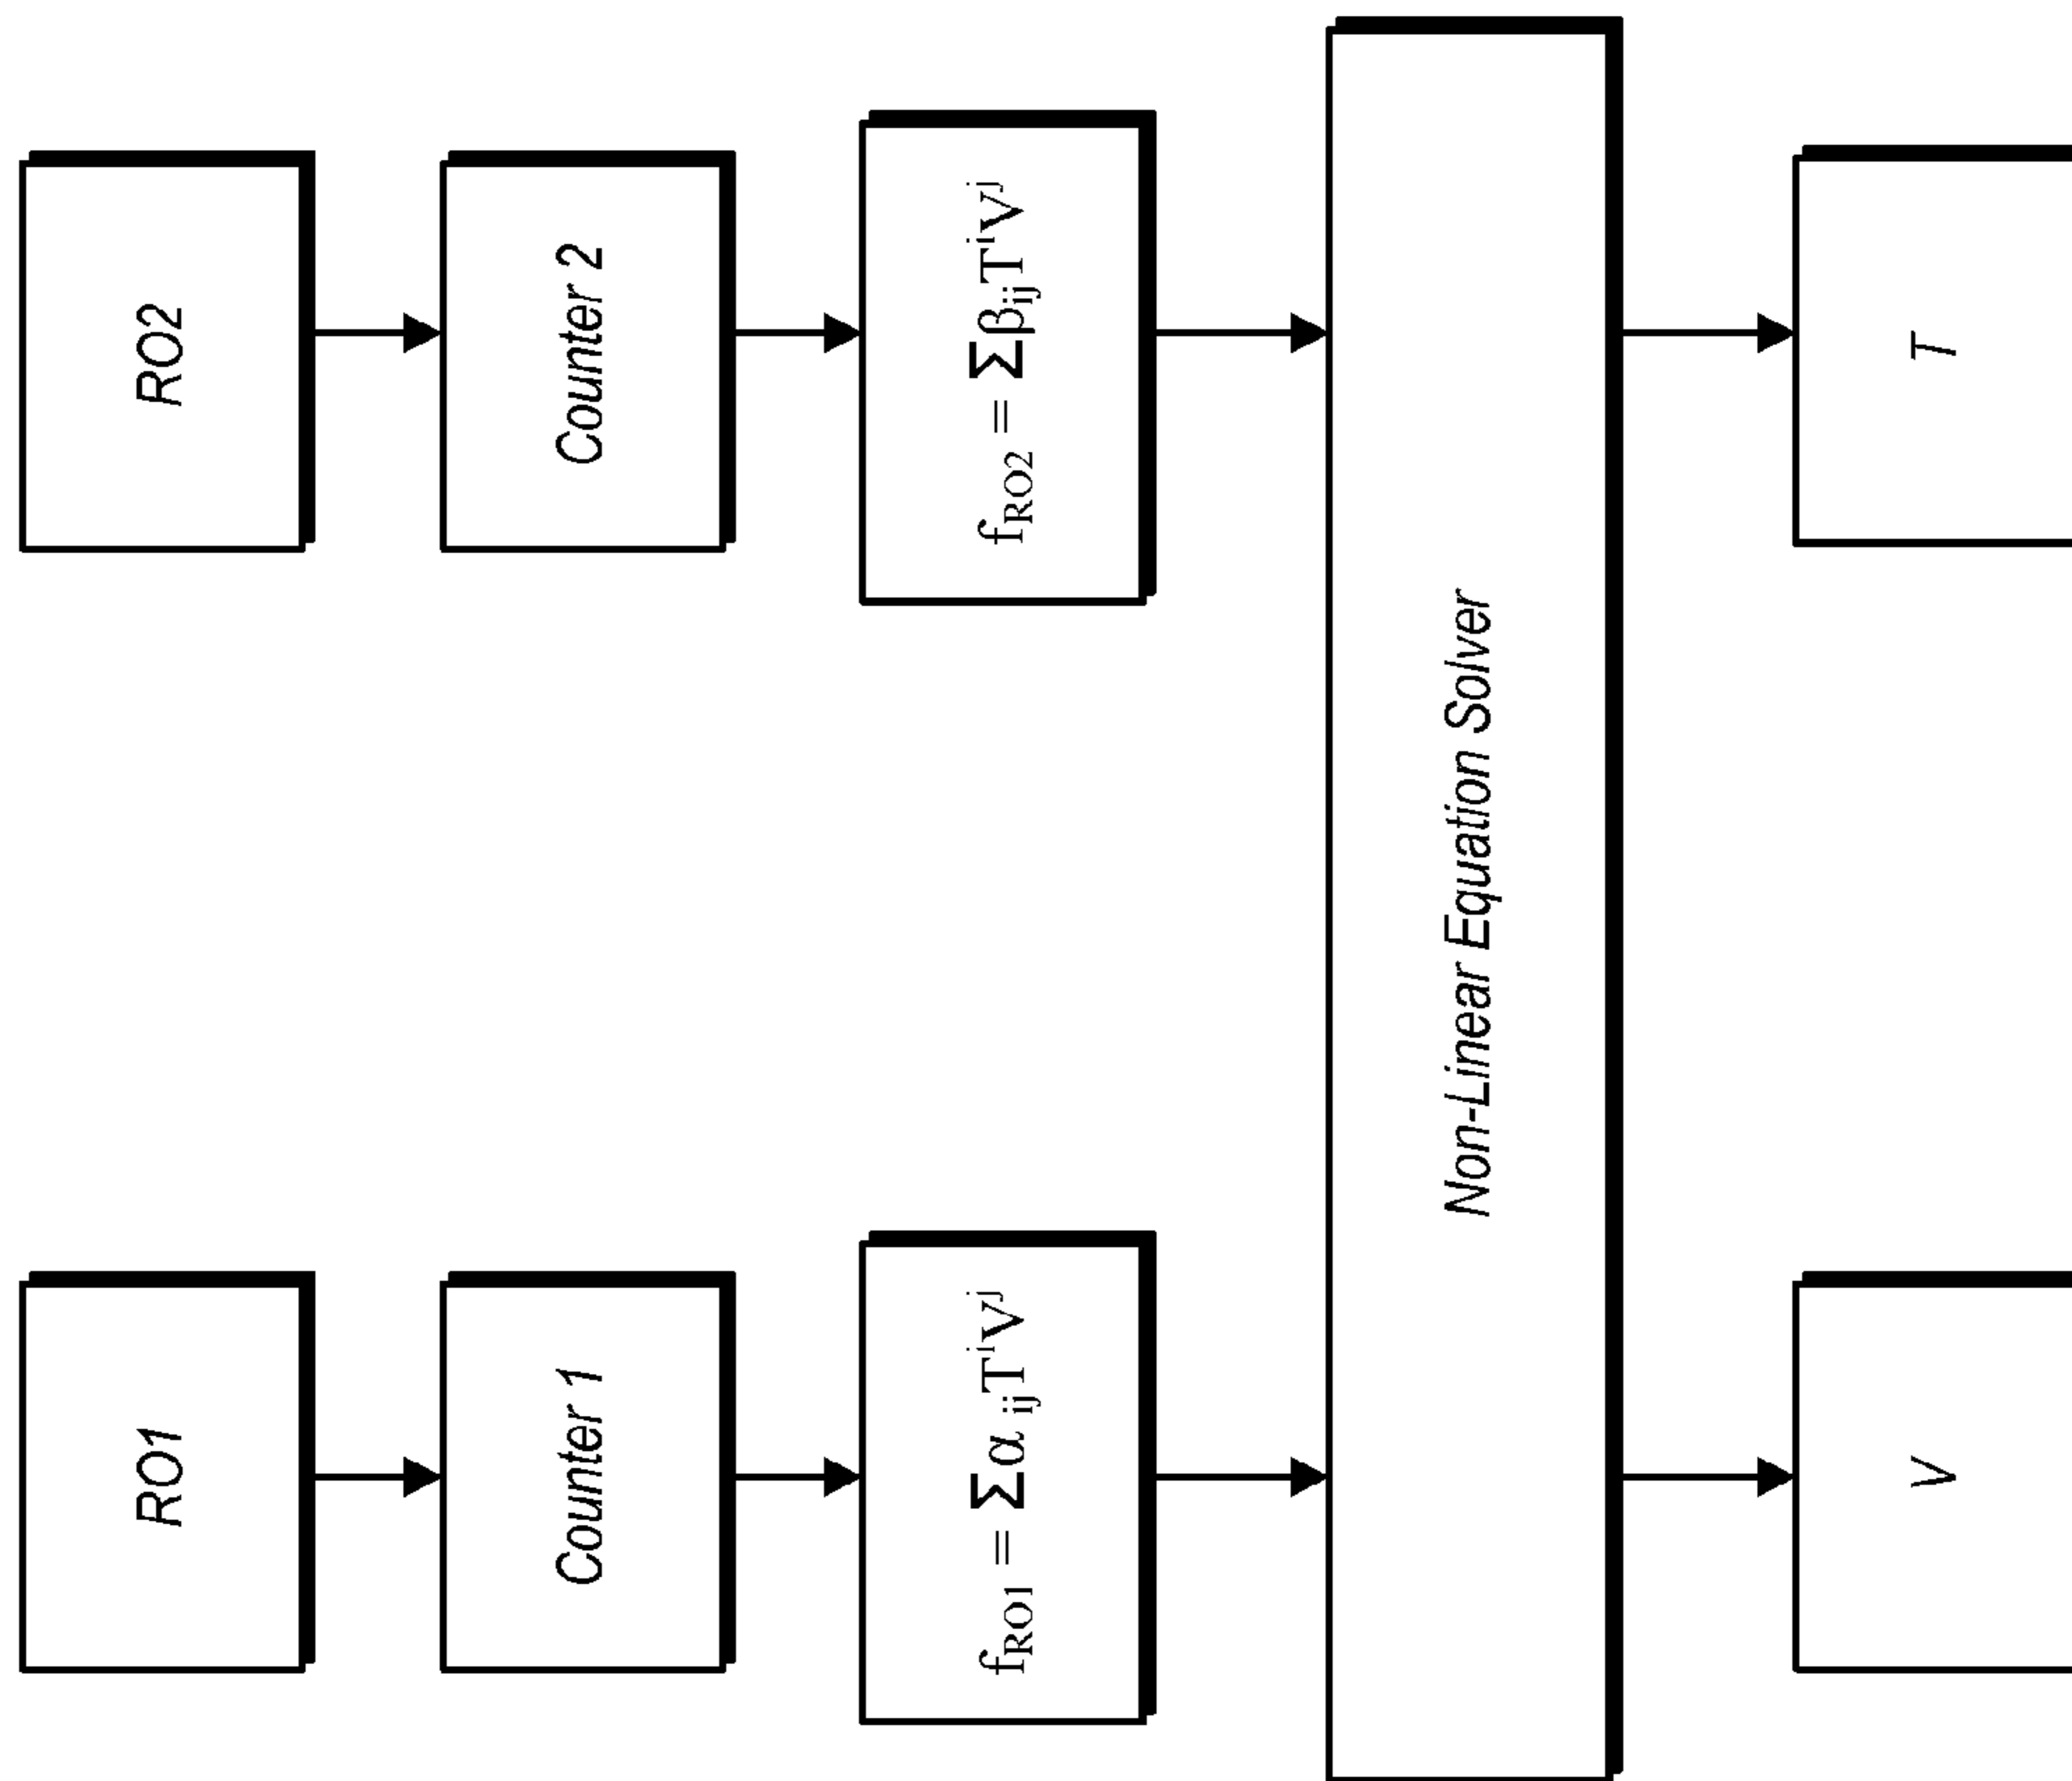 RO1
RO2
Counter 1
Counter 2
f_RO1 = Σα_ij T^i V^j
f_RO2 = Σβ_ij T^i V^j
Non-Linear Equation Solver
V
T